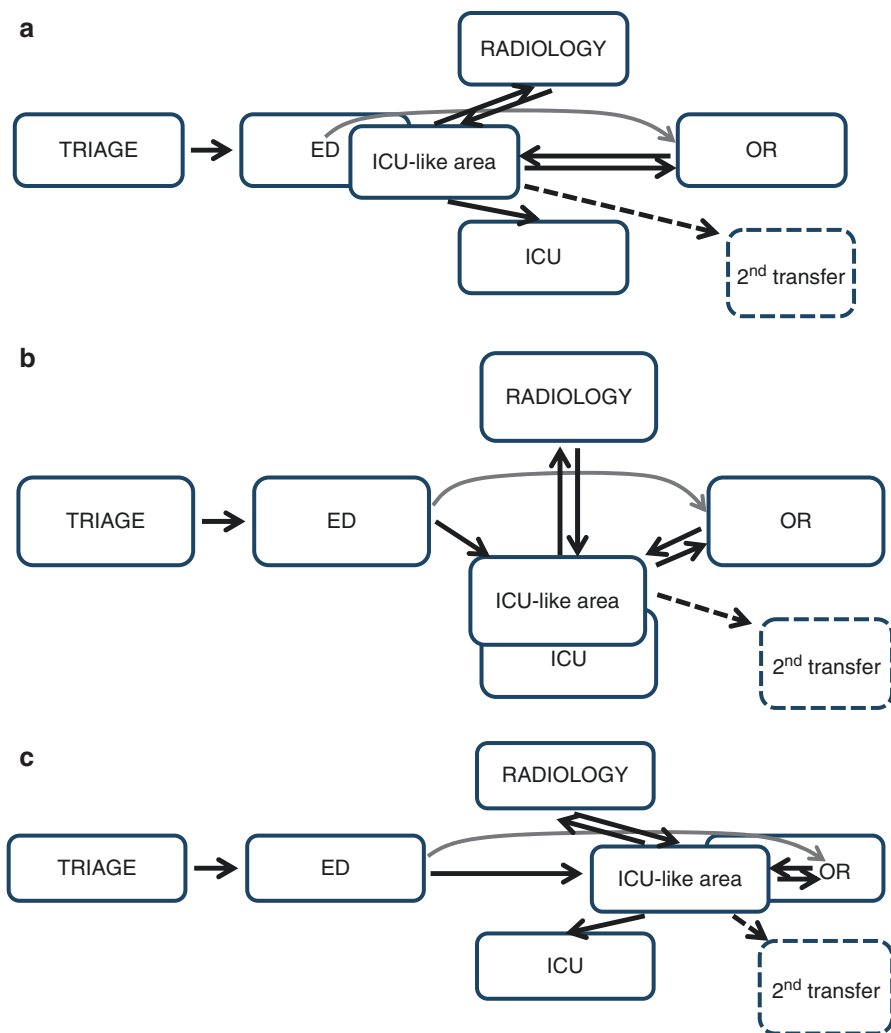 a
RADIOLOGY
TRIAGE
ED
ICU-like area
OR
ICU
2nd transfer
b
RADIOLOGY
TRIAGE
ED
OR
ICU-like area
ICU
2nd transfer
c
RADIOLOGY
TRIAGE
ED
ICU-like area
OR
ICU
2nd transfer